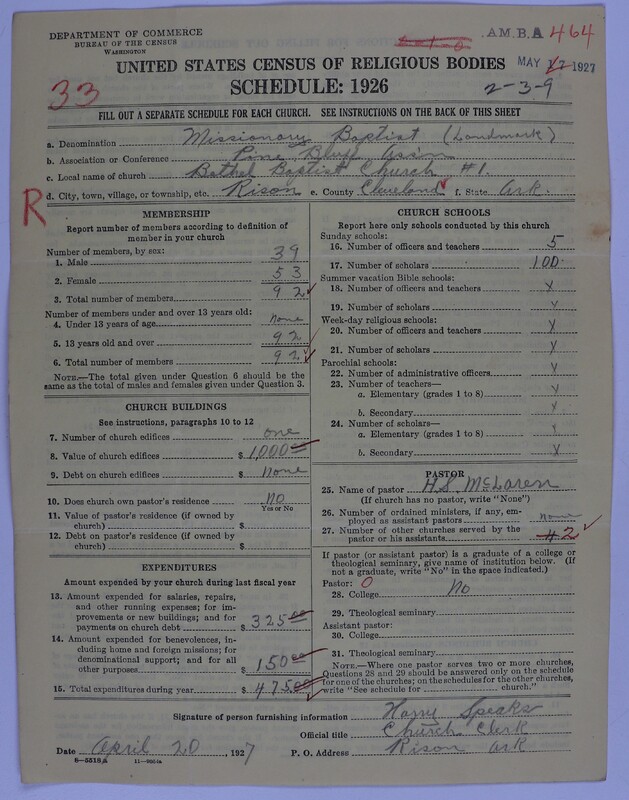 DEPARTMENT OF COMMERCE
BUREAU OF THE CENSUS
WASHINGTON
A.M.B.A 464
MAY 17 1927
UNITED STATES CENSUS OF RELIGIOUS BODIES
33
SCHEDULE: 1926
2-3-9
FILL OUT A SEPARATE SCHEDULE FOR EACH CHURCH. SEE INSTRUCTIONS ON THE BACK OF THIS SHEET
a. Denomination Missionary Baptist (Landmark)
b. Association or Conference Pine Bluff Assn
c. Local name of church Bethel Baptist Church #1.
R
d. City, town, village, or township, etc. Rison e. County Cleveland f. State Ark.
MEMBERSHIP
Report number of members according to definition of
member in your church
Number of members, by sex:
1. Male 39
2. Female 53
3. Total number of members 92
Number of members under and over 13 years old:
4. Under 13 years of age none
5. 13 years old and over 92
6. Total number of members 92
NOTE.—The total given under Question 6 should be the
same as the total of males and females given under Question 3.
CHURCH BUILDINGS
See instructions, paragraphs 10 to 12
7. Number of church edifices one
8. Value of church edifices $ 1,000.00
9. Debt on church edifices $ None
10. Does church own pastor's residence No
Yes or No
11. Value of pastor's residence (if owned by
church) $
12. Debt on pastor's residence (if owned by
church) $
EXPENDITURES
Amount expended by your church during last fiscal year
13. Amount expended for salaries, repairs,
and other running expenses; for im-
provements or new buildings; and for
payments on church debt $ 325.00
14. Amount expended for benevolences, in-
cluding home and foreign missions; for
denominational support; and for all
other purposes $ 150.00
15. Total expenditures during year $ 475.00
CHURCH SCHOOLS
Report here only schools conducted by this church
Sunday schools:
16. Number of officers and teachers 5
17. Number of scholars 100
Summer vacation Bible schools:
18. Number of officers and teachers x
19. Number of scholars x
Week-day religious schools:
20. Number of officers and teachers x
21. Number of scholars x
Parochial schools:
22. Number of administrative officers x
23. Number of teachers—
a. Elementary (grades 1 to 8) x
b. Secondary x
24. Number of scholars—
a. Elementary (grades 1 to 8) x
b. Secondary x
PASTOR
25. Name of pastor H.S. McLaren
(If church has no pastor, write "None")
26. Number of ordained ministers, if any, em-
ployed as assistant pastors none
27. Number of other churches served by the
pastor or his assistants 2
If pastor (or assistant pastor) is a graduate of a college or
theological seminary, give name of institution below. (If
not a graduate, write "No" in the space indicated.)
Pastor: 0
28. College No
29. Theological seminary
Assistant pastor:
30. College
31. Theological seminary
NOTE.—Where one pastor serves two or more churches,
Questions 28 and 29 should be answered only on the schedule
for one of the churches; on the schedules for the other churches,
write "See schedule for church."
Signature of person furnishing information Harry Speaks
Official title Church Clerk
Date April 20, 1927 P. O. Address Rison Ark
6—5518a 11—9904a